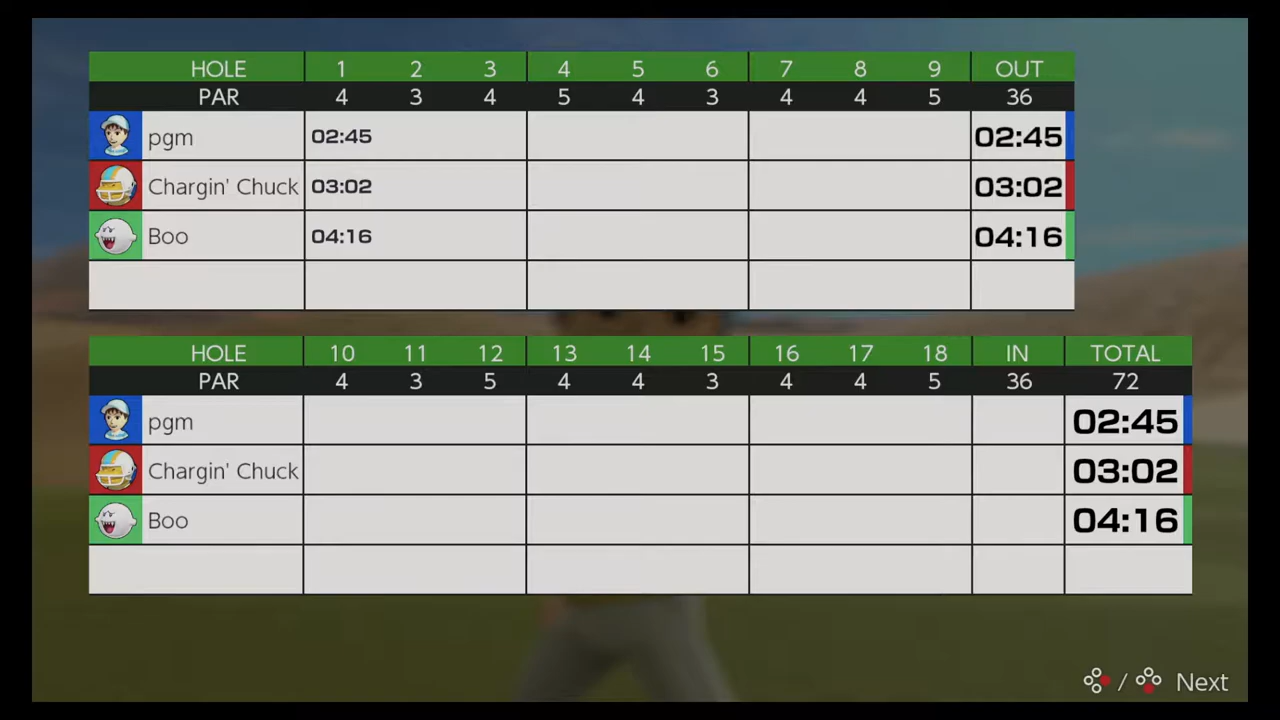 HOLE 1 2 3 4 5 6 7 8 9 OUT
PAR 4 3 4 5 4 3 4 4 5 36
pgm 02:45 02:45
Chargin' Chuck 03:02 03:02
Boo 04:16 04:16
HOLE 10 11 12 13 14 15 16 17 18 IN TOTAL
PAR 4 3 5 4 4 3 4 4 5 36 72
pgm 02:45
Chargin' Chuck 03:02
Boo 04:16
/ Next